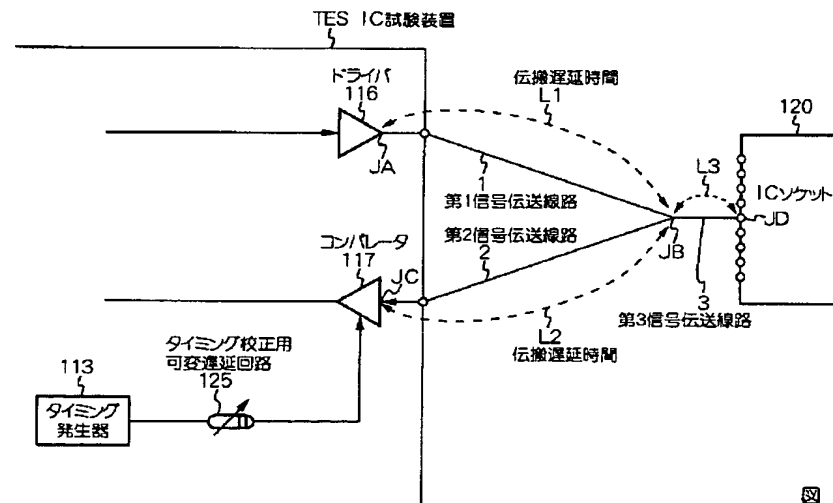 TES IC試験装置
ドライバ
116
JA
伝搬遅延時間
L1
120
1
第1信号伝送線路
L3
ICソケット
JD
第2信号伝送線路
2
JB
コンパレータ
117
JC
3
第3信号伝送線路
L2
伝搬遅延時間
タイミング校正用
可変遅延回路
125
113
タイミング
発生器
図